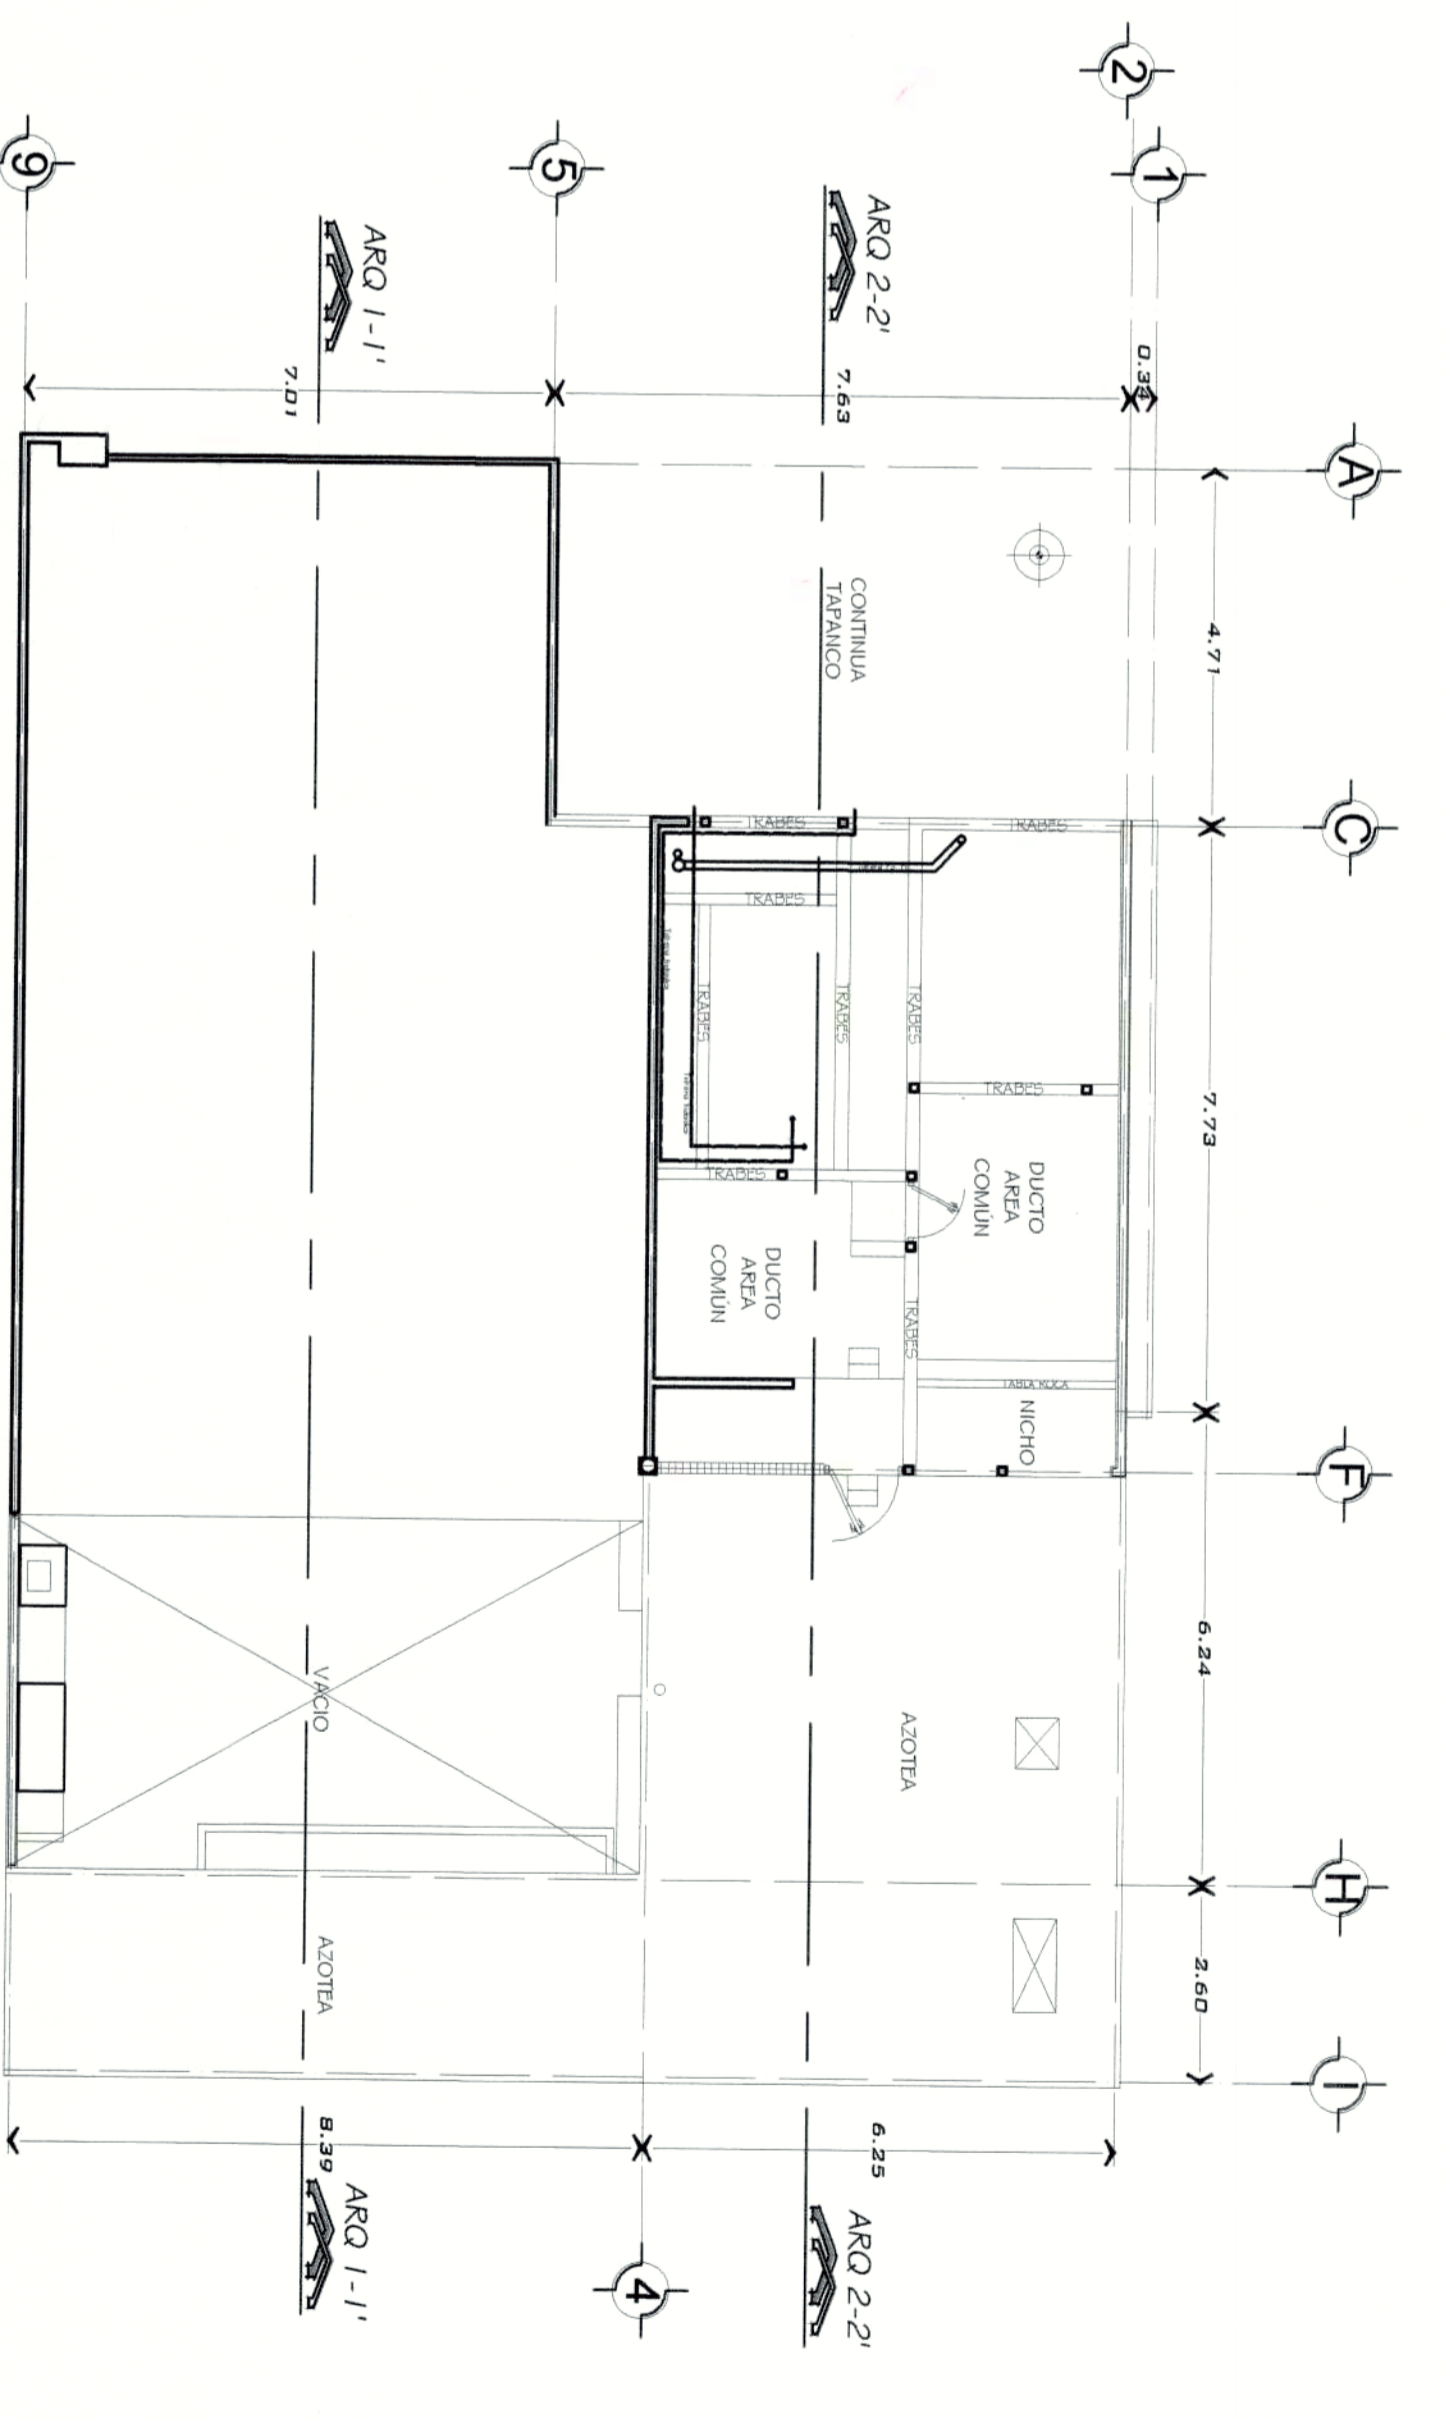 A
C
F
H
I
4.71
7.73
6.24
2.60
1
2
0.34
7.63
ARQ 2-2'
5
7.01
ARQ 1-1'
9
CONTINUA
TAPANCO
TRABES
TRABES
TRABES
TRABES
TRABES
TRABES
TRABES
TRABES
TRABES
DUCTO
AREA
COMÚN
DUCTO
AREA
COMÚN
TABLA ROCA
NICHO
AZOTEA
VACIO
AZOTEA
6.25
ARQ 2-2'
4
8.39
ARQ 1-1'